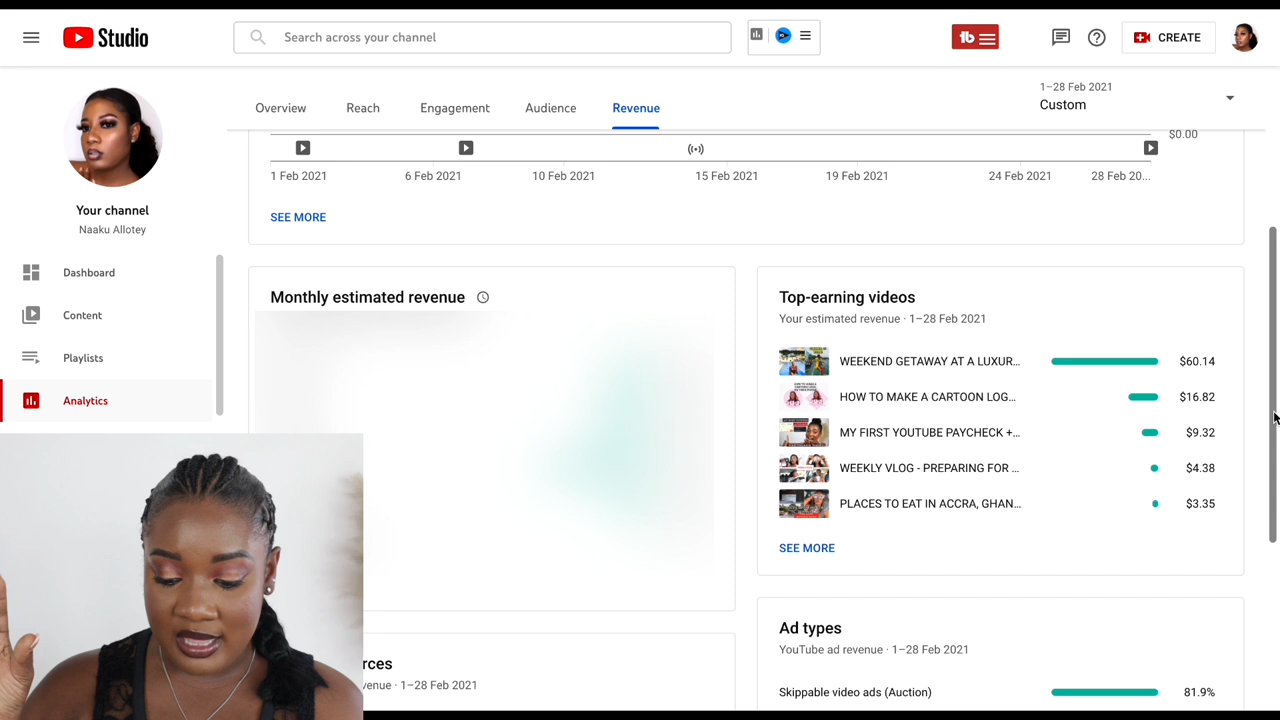 Studio
Search across your channel
tb
CREATE
Overview
Reach
Engagement
Audience
Revenue
1–28 Feb 2021
Custom
$0.00
1 Feb 2021
6 Feb 2021
10 Feb 2021
15 Feb 2021
19 Feb 2021
24 Feb 2021
28 Feb 20...
SEE MORE
Your channel
Naaku Allotey
Dashboard
Content
Playlists
Analytics
Monthly estimated revenue
Top-earning videos
Your estimated revenue · 1–28 Feb 2021
WEEKEND GETAWAY AT A LUXUR... $60.14
HOW TO MAKE A CARTOON LOG... $16.82
MY FIRST YOUTUBE PAYCHECK +... $9.32
WEEKLY VLOG - PREPARING FOR ... $4.38
PLACES TO EAT IN ACCRA, GHAN... $3.35
SEE MORE
rces
venue · 1–28 Feb 2021
Ad types
YouTube ad revenue · 1–28 Feb 2021
Skippable video ads (Auction) 81.9%